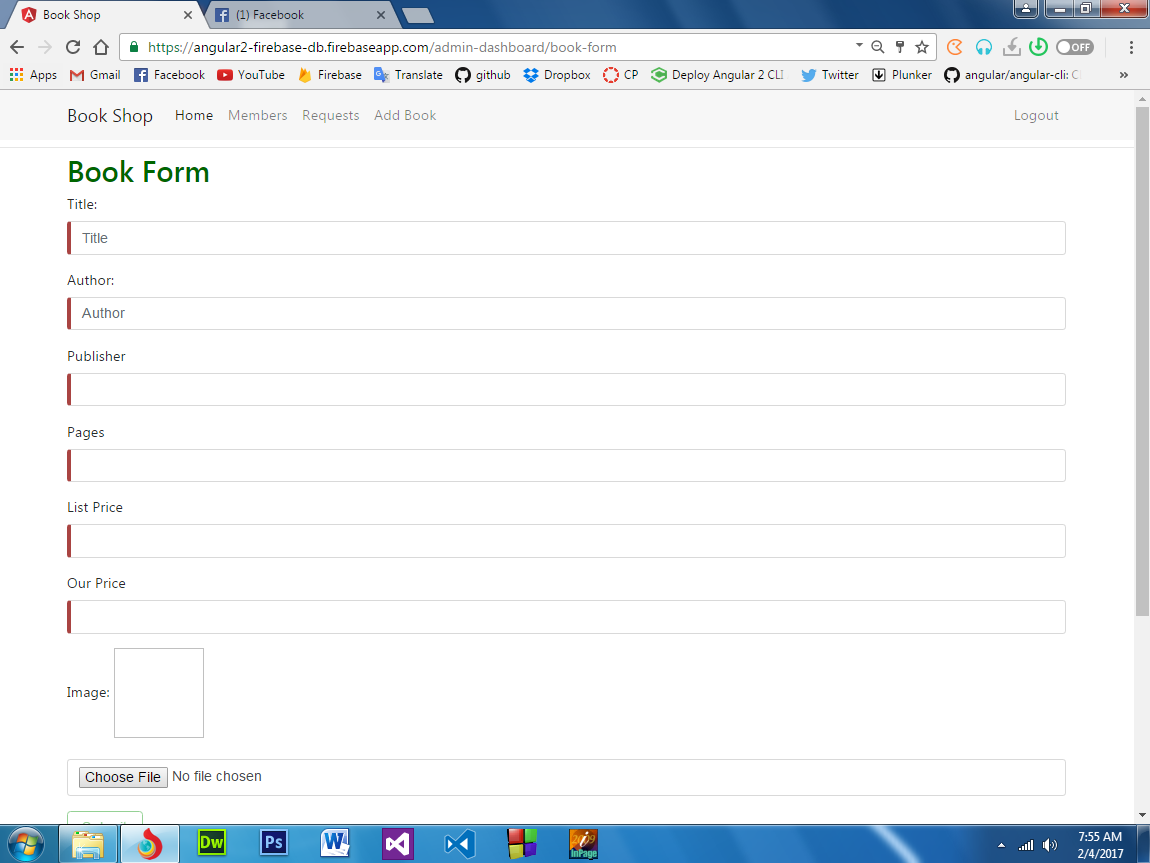 Book Shop
(1) Facebook
https://angular2-firebase-db.firebaseapp.com/admin-dashboard/book-form
OFF
Apps Gmail Facebook YouTube Firebase Translate github Dropbox CP Deploy Angular 2 CLI Twitter Plunker angular/angular-cli:
Book Shop Home Members Requests Add Book Logout
Book Form
Title:
Title
Author:
Author
Publisher
Pages
List Price
Our Price
Image:
Choose File No file chosen
Dw Ps W 2009 InPage
7:55 AM
2/4/2017